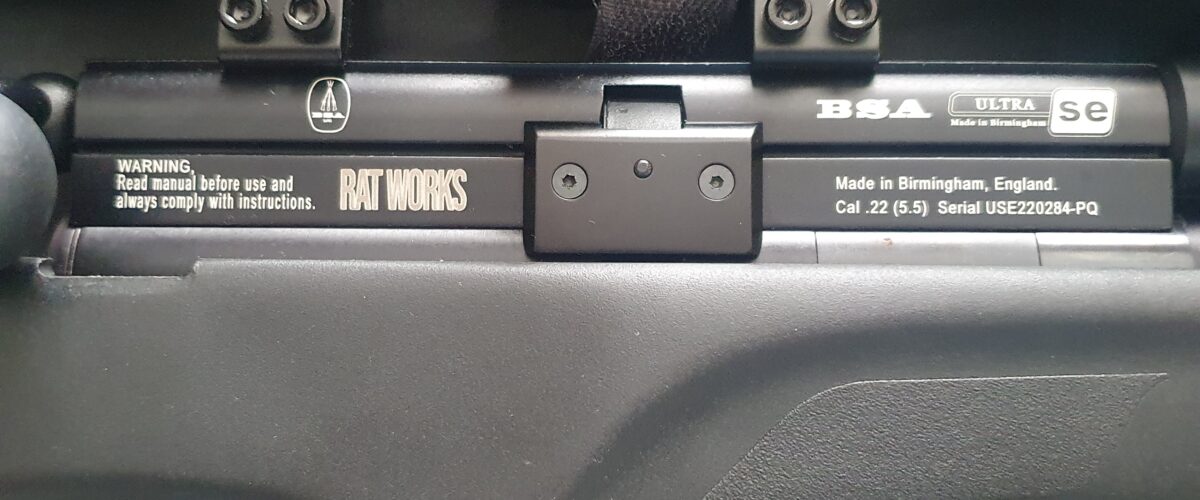 BSA
BSA ULTRA se
Made in Birmingham
WARNING,
Read manual before use and
always comply with instructions.
RAT WORKS
Made in Birmingham, England.
Cal .22 (5.5) Serial USE220284-PQ